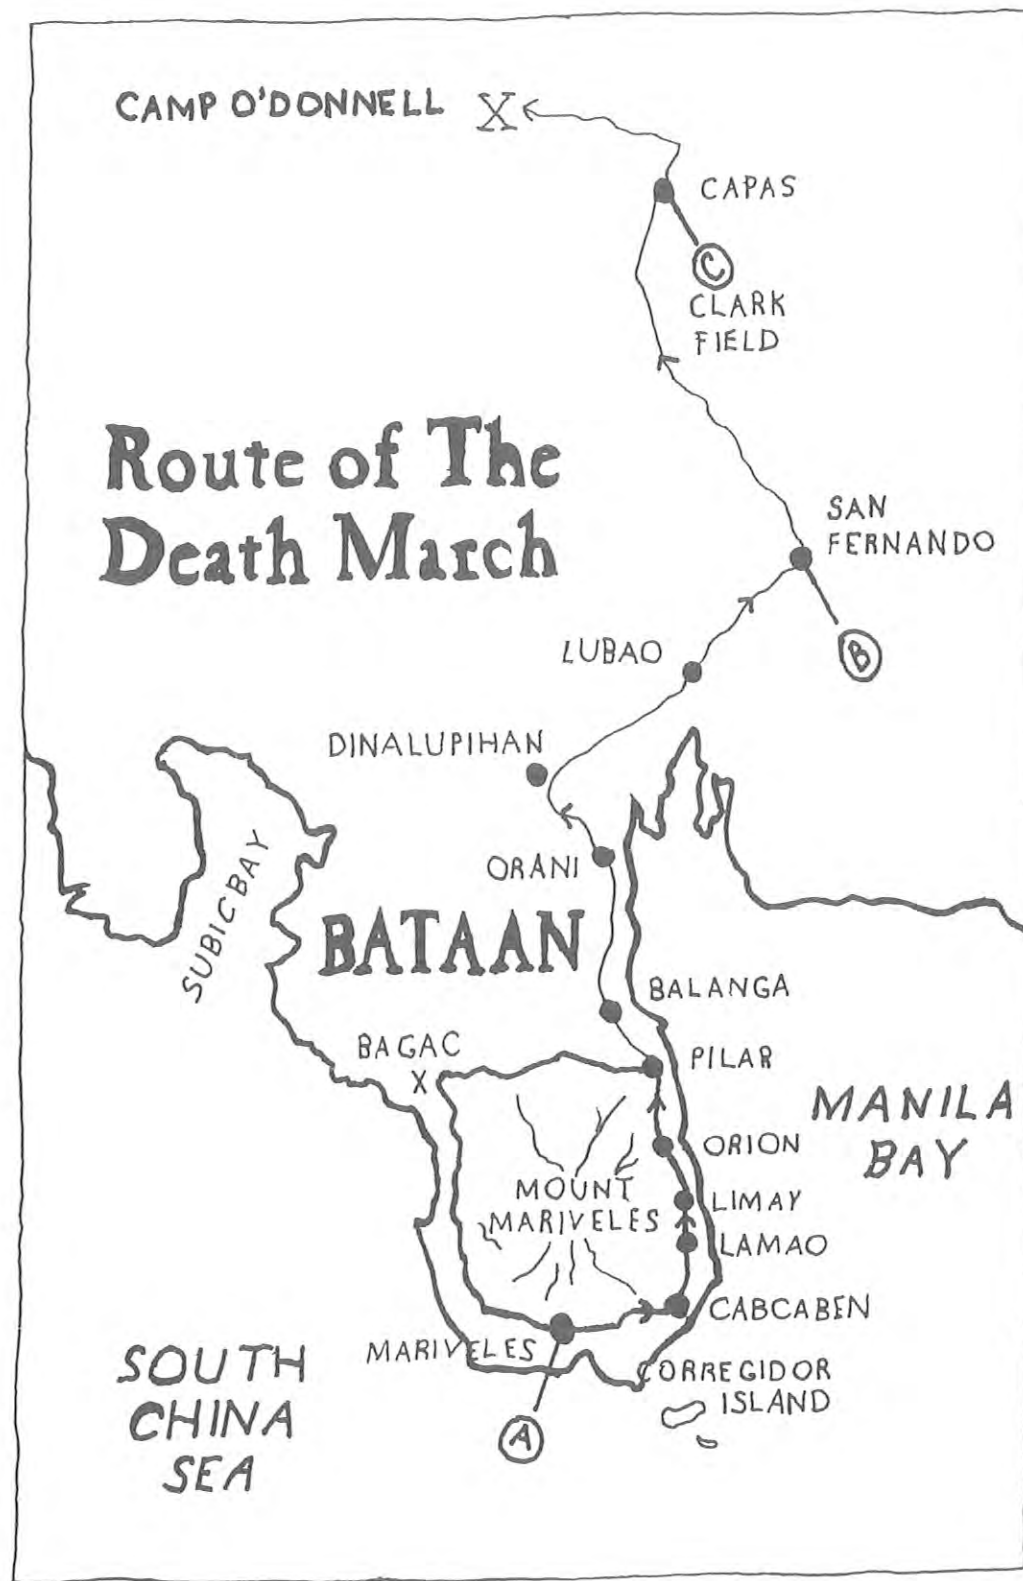 CAMP O'DONNELL X
CAPAS
C
CLARK
FIELD
Route of The
Death March
SAN
FERNANDO
LUBAO
B
DINALUPIHAN
ORANI
SUBIC BAY
BATAAN
BALANGA
BAGAC
X
PILAR
MANILA
BAY
ORION
MOUNT
MARIVELES
LIMAY
LAMAO
CABCABEN
MARIVELES
SOUTH
CHINA
SEA
CORREGIDOR
ISLAND
A